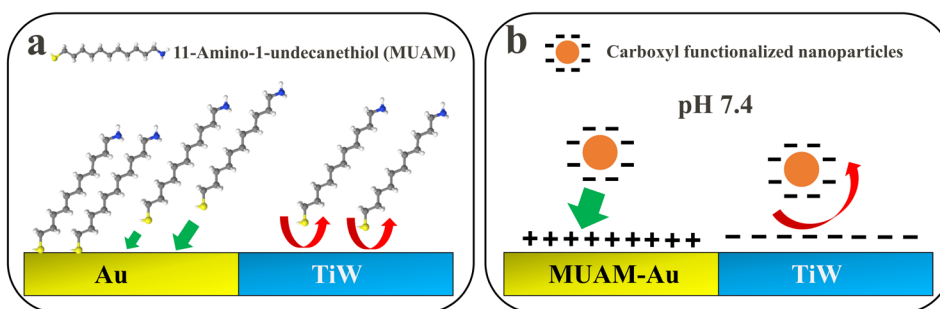 a
11-Amino-1-undecanethiol (MUAM)
Au
TiW
b
Carboxyl functionalized nanoparticles
pH 7.4
+ + + + + + + + +
MUAM-Au
TiW